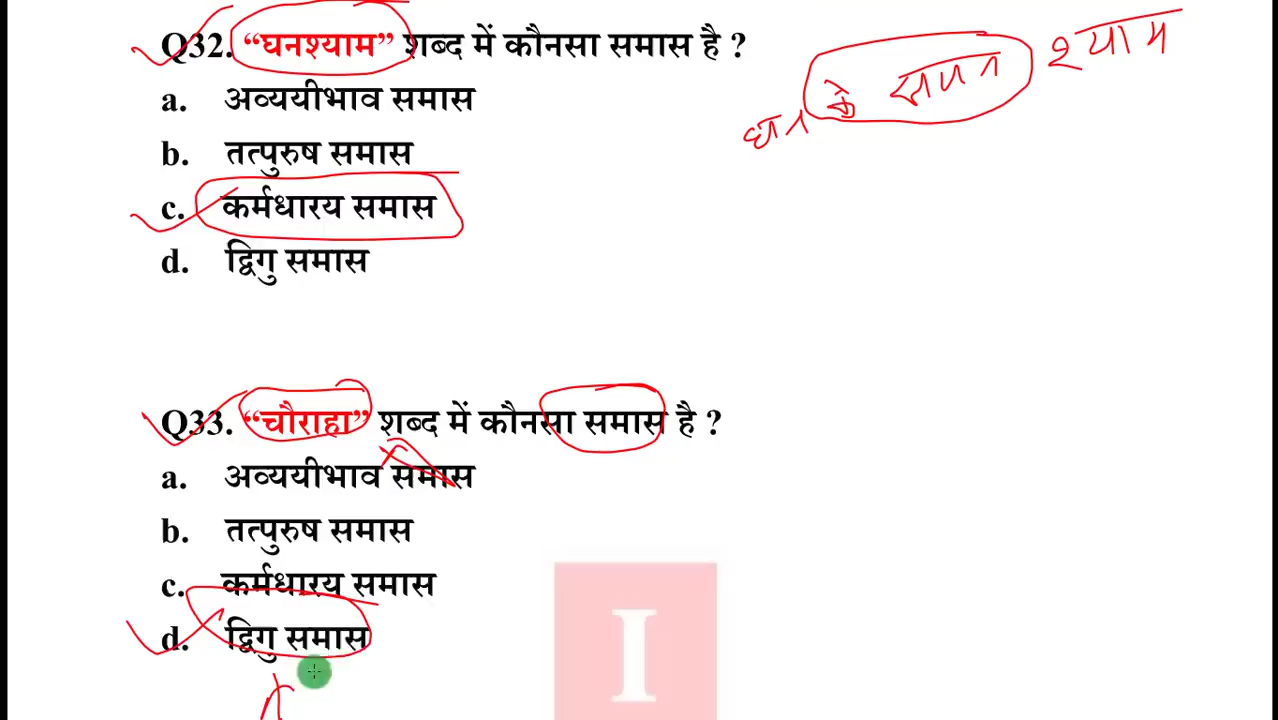 Q32. “घनश्याम” शब्द में कौनसा समास है ?
a. अव्ययीभाव समास
b. तत्पुरुष समास
c. कर्मधारय समास
d. द्विगु समास
घन के समान श्याम
Q33. “चौराहा” शब्द में कौनसा समास है ?
a. अव्ययीभाव समास
b. तत्पुरुष समास
c. कर्मधारय समास
d. द्विगु समास
I